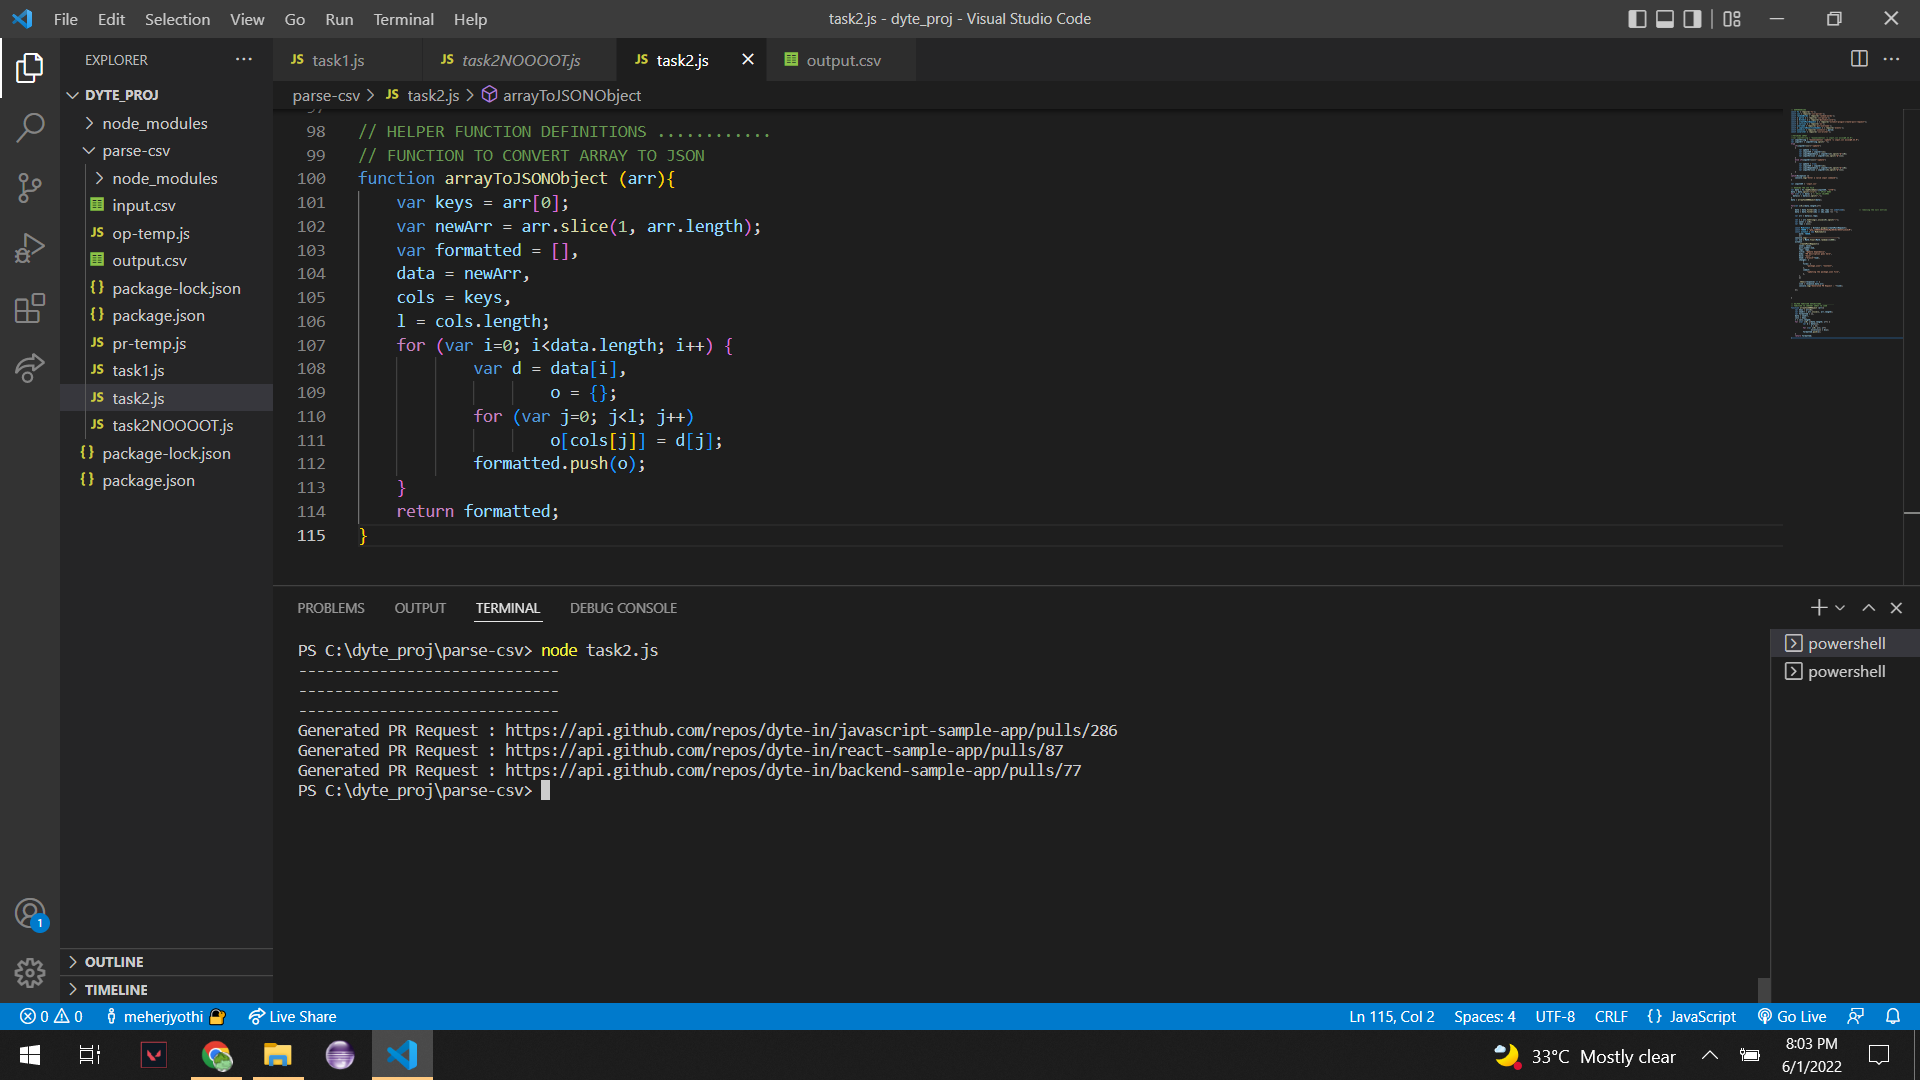 File Edit Selection View Go Run Terminal Help
task2.js - dyte_proj - Visual Studio Code
EXPLORER
DYTE_PROJ
node_modules
parse-csv
node_modules
input.csv
op-temp.js
output.csv
package-lock.json
package.json
pr-temp.js
task1.js
task2.js
task2NOOOOT.js
package-lock.json
package.json
OUTLINE
TIMELINE
JS task1.js
JS task2NOOOOT.js
JS task2.js
output.csv
parse-csv > JS task2.js > arrayToJSONObject
98 // HELPER FUNCTION DEFINITIONS ............
99 // FUNCTION TO CONVERT ARRAY TO JSON
100 function arrayToJSONObject (arr){
101 var keys = arr[0];
102 var newArr = arr.slice(1, arr.length);
103 var formatted = [],
104 data = newArr,
105 cols = keys,
106 l = cols.length;
107 for (var i=0; i<data.length; i++) {
108 var d = data[i],
109 o = {};
110 for (var j=0; j<l; j++)
111 o[cols[j]] = d[j];
112 formatted.push(o);
113 }
114 return formatted;
115 }
PROBLEMS OUTPUT TERMINAL DEBUG CONSOLE
PS C:\dyte_proj\parse-csv> node task2.js
-----------------------------
-----------------------------
-----------------------------
Generated PR Request : https://api.github.com/repos/dyte-in/javascript-sample-app/pulls/286
Generated PR Request : https://api.github.com/repos/dyte-in/react-sample-app/pulls/87
Generated PR Request : https://api.github.com/repos/dyte-in/backend-sample-app/pulls/77
PS C:\dyte_proj\parse-csv>
powershell
powershell
1
0 0 meherjyothi Live Share
Ln 115, Col 2 Spaces: 4 UTF-8 CRLF {} JavaScript Go Live
33°C Mostly clear
8:03 PM
6/1/2022